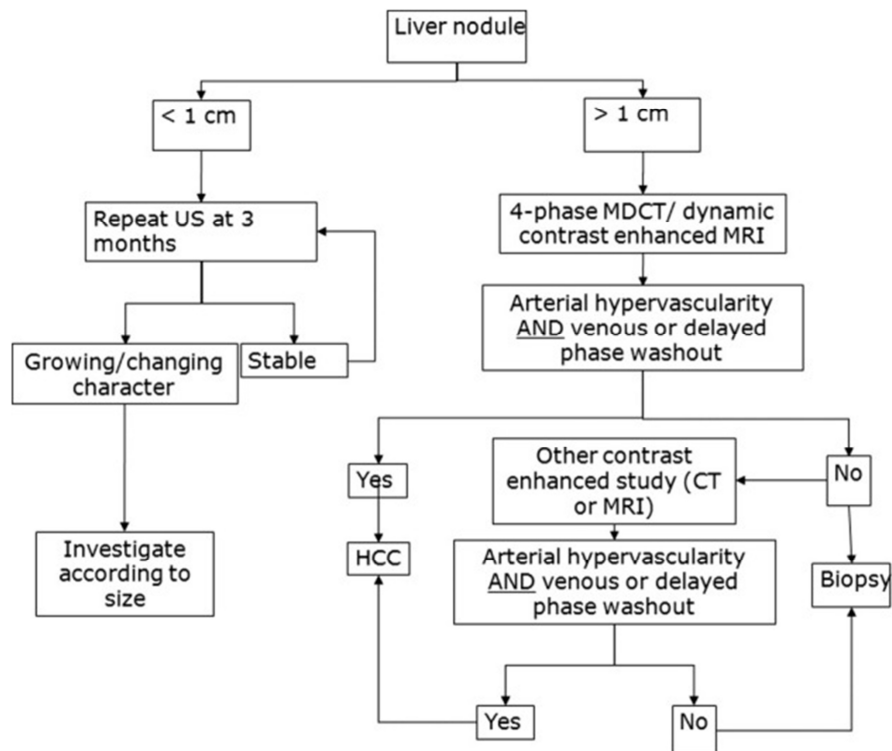 Liver nodule
< 1 cm
> 1 cm
Repeat US at 3
months
4-phase MDCT/ dynamic
contrast enhanced MRI
Arterial hypervascularity
AND venous or delayed
phase washout
Growing/changing
character
Stable
Yes
Other contrast
enhanced study (CT
or MRI)
No
Investigate
according to
size
HCC
Arterial hypervascularity
AND venous or delayed
phase washout
Biopsy
Yes
No